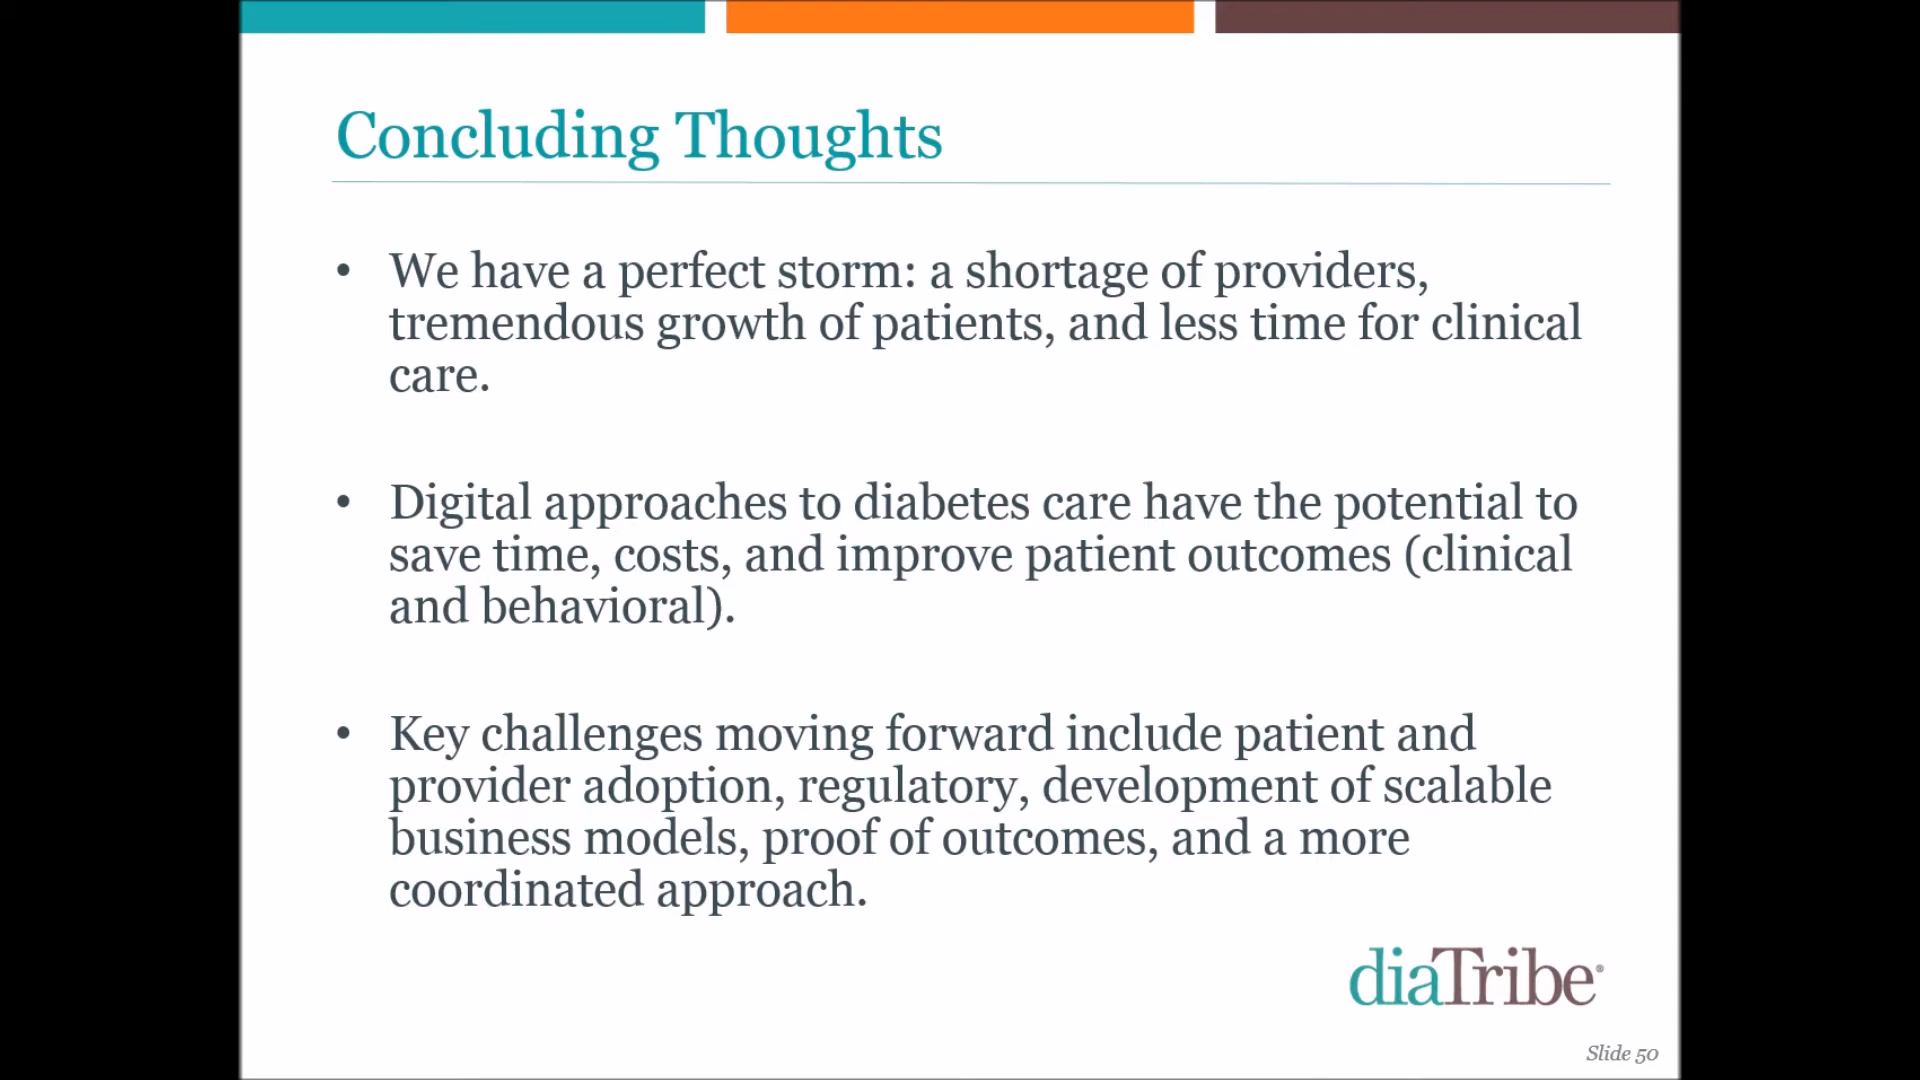 Concluding Thoughts
• We have a perfect storm: a shortage of providers,
tremendous growth of patients, and less time for clinical
care.
• Digital approaches to diabetes care have the potential to
save time, costs, and improve patient outcomes (clinical
and behavioral).
• Key challenges moving forward include patient and
provider adoption, regulatory, development of scalable
business models, proof of outcomes, and a more
coordinated approach.
diaTribe®
Slide 50